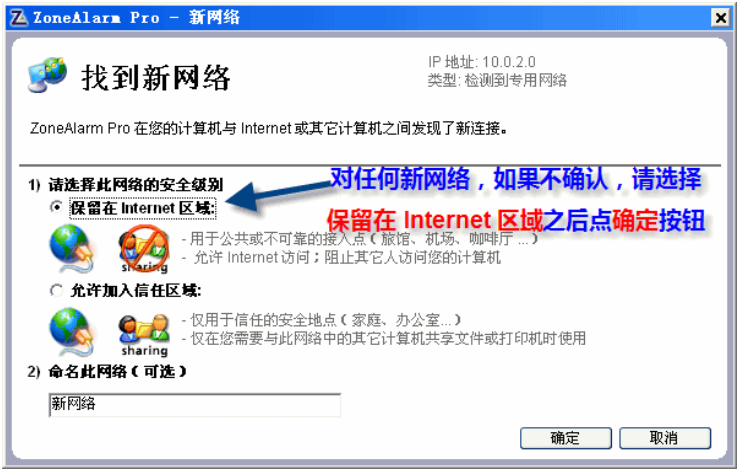 ZoneAlarm Pro - 新网络
找到新网络
IP 地址: 10.0.2.0
类型: 检测到专用网络
ZoneAlarm Pro 在您的计算机与 Internet 或其它计算机之间发现了新连接。
1) 请选择此网络的安全级别
对任何新网络，如果不确认，请选择
保留在 Internet 区域:
保留在 Internet 区域之后点确定按钮
- 用于公共或不可靠的接入点（旅馆、机场、咖啡厅 ...）
- 允许 Internet 访问；阻止其它人访问您的计算机
sharing
允许加入信任区域:
- 仅用于信任的安全地点（家庭、办公室...）
- 仅在您需要与此网络中的其它计算机共享文件或打印机时使用
sharing
2) 命名此网络（可选）
新网络
确定
取消